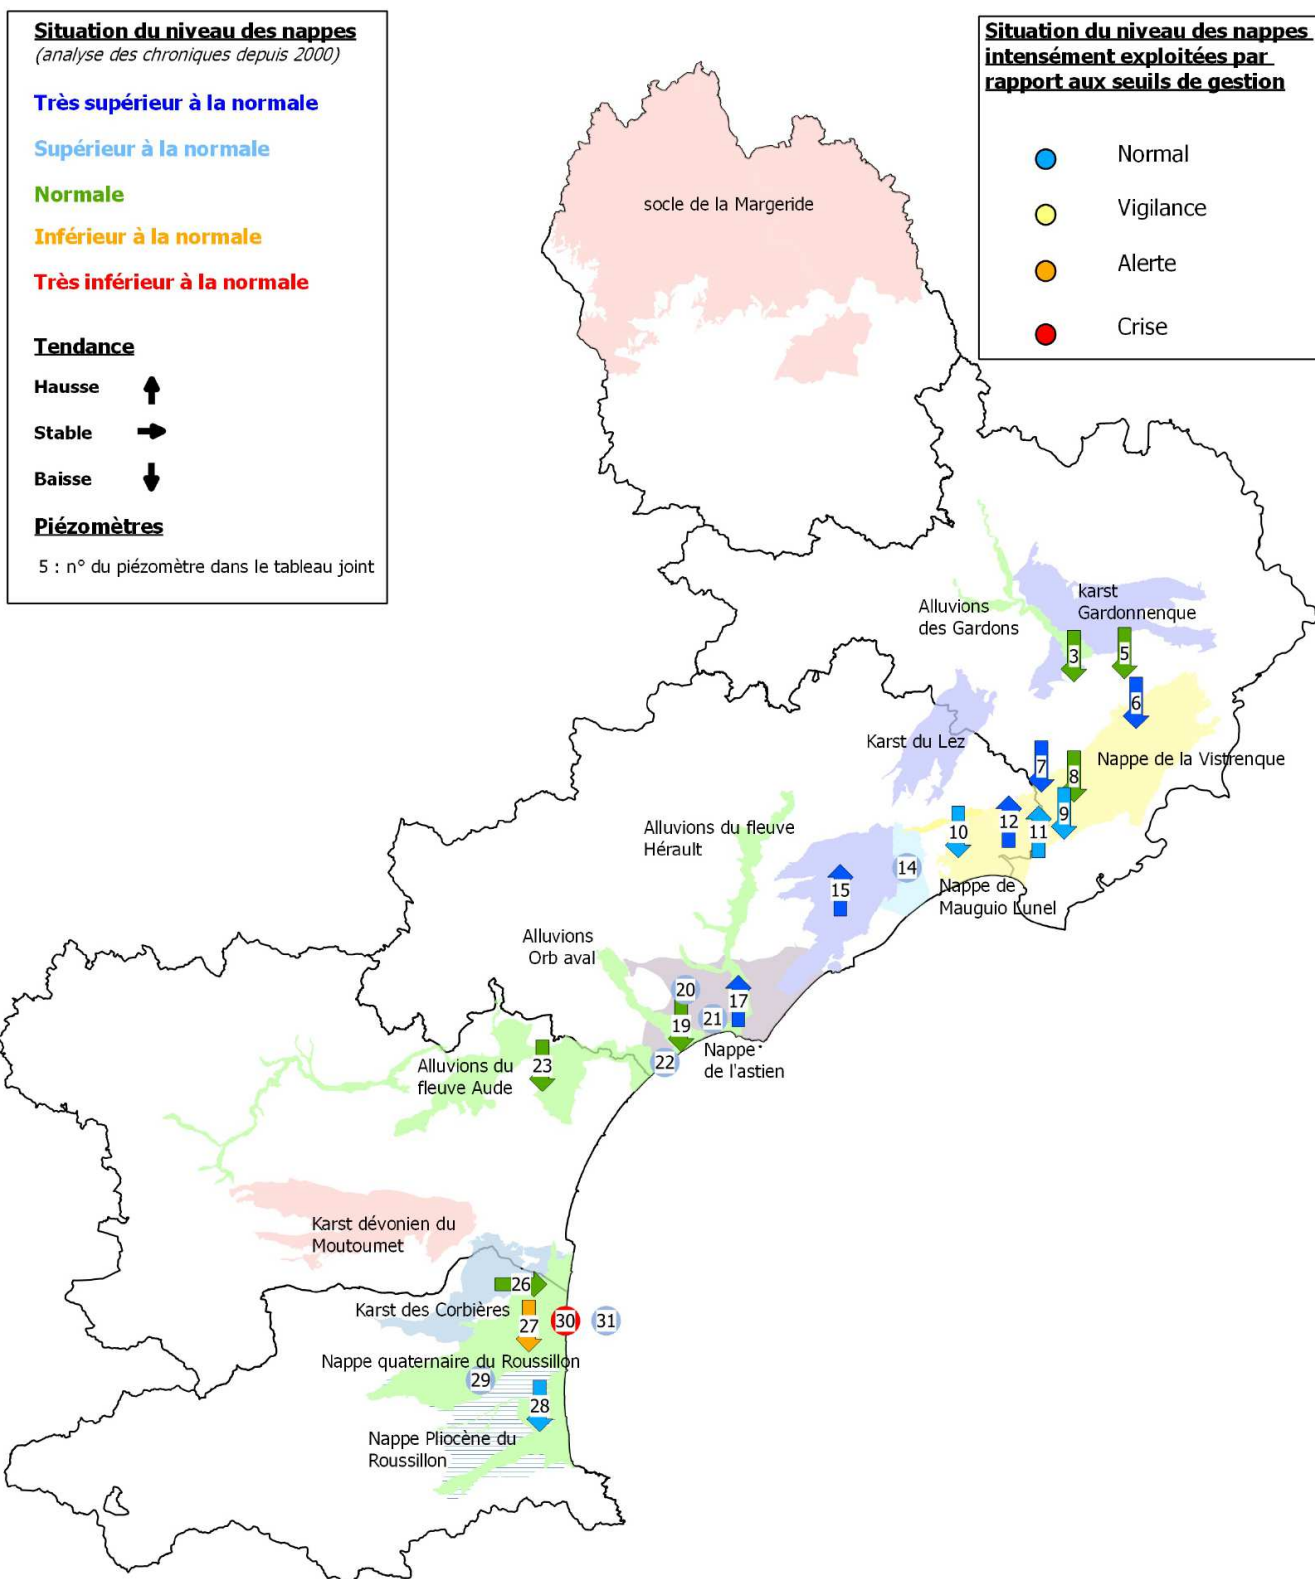 Situation du niveau des nappes
(analyse des chroniques depuis 2000)
Très supérieur à la normale
Supérieur à la normale
Normale
Inférieur à la normale
Très inférieur à la normale
Tendance
Hausse
Stable
Baisse
Piézomètres
5 : n° du piézomètre dans le tableau joint
Situation du niveau des nappes
intensément exploitées par
rapport aux seuils de gestion
Normal
Vigilance
Alerte
Crise
socle de la Margeride
Alluvions
des Gardons
karst
Gardonnenque
3
5
6
Karst du Lez
7
8
Nappe de la Vistrenque
9
10
12
11
Alluvions du fleuve
Hérault
14
15
Nappe de
Mauguio Lunel
Alluvions
Orb aval
20
17
19
21
22
Nappe
de l'astien
Alluvions du
fleuve Aude
23
Karst dévonien du
Moutoumet
26
Karst des Corbières
27
30
31
Nappe quaternaire du Roussillon
29
28
Nappe Pliocène du
Roussillon